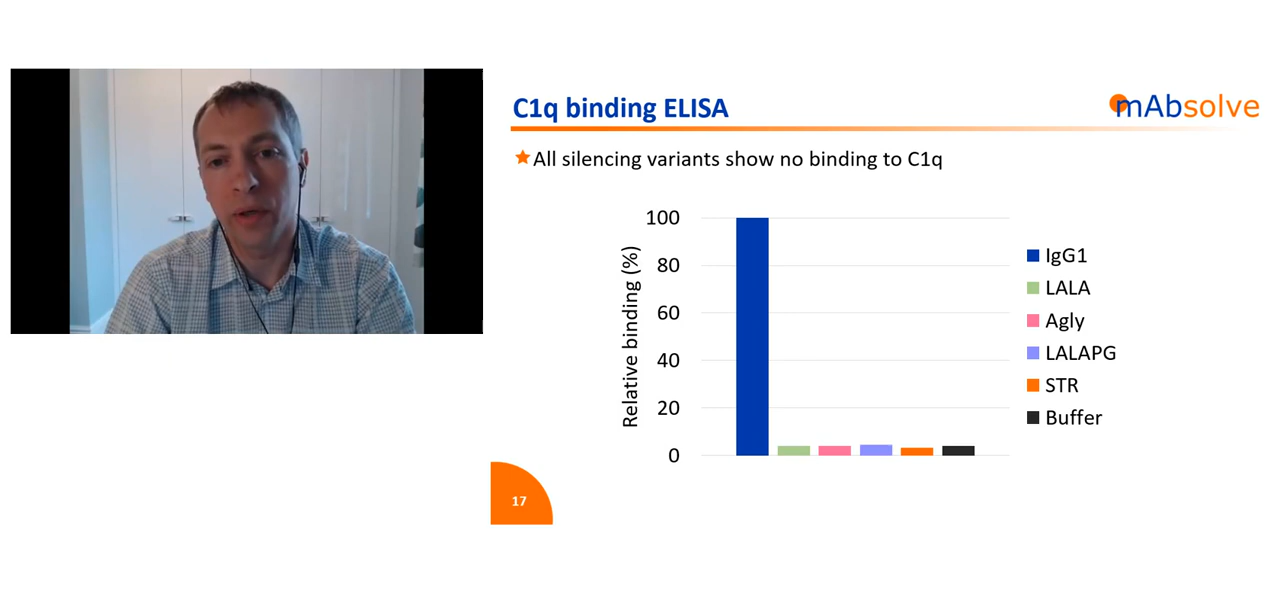 C1q binding ELISA
mAbsolve
All silencing variants show no binding to C1q
100
80
60
40
20
0
Relative binding (%)
IgG1
LALA
Agly
LALAPG
STR
Buffer
17